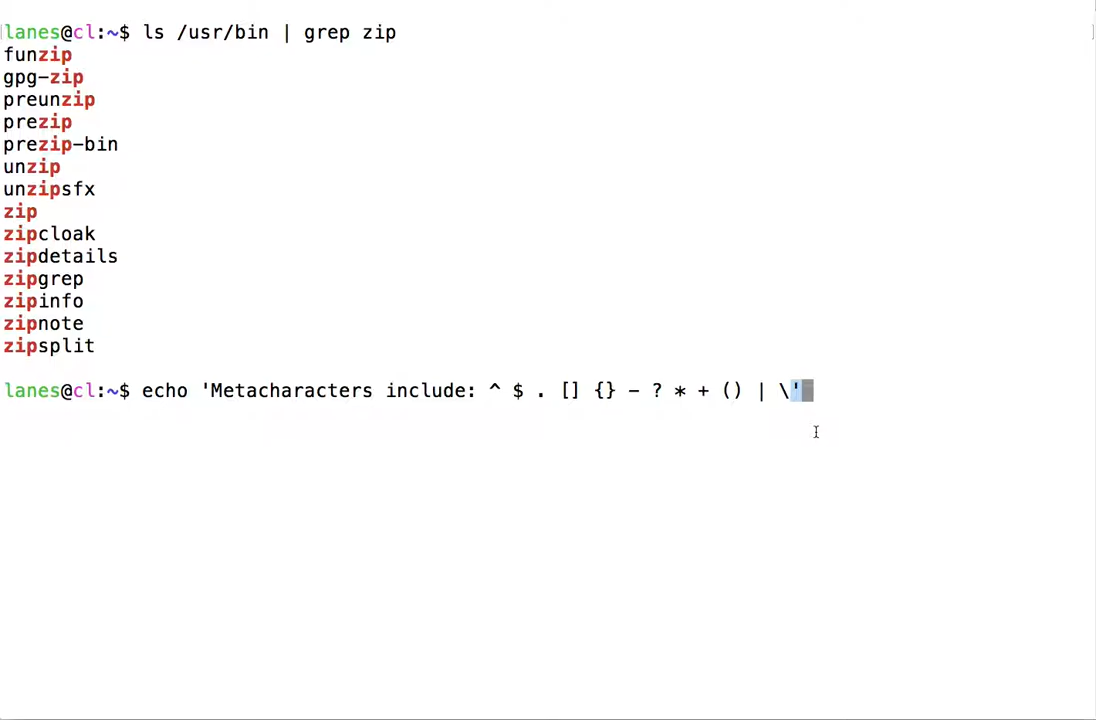 lanes@cl:~$ ls /usr/bin | grep zip
funzip
gpg-zip
preunzip
prezip
prezip-bin
unzip
unzipsfx
zip
zipcloak
zipdetails
zipgrep
zipinfo
zipnote
zipsplit
lanes@cl:~$ echo 'Metacharacters include: ^ $ . [] {} - ? * + () | \'